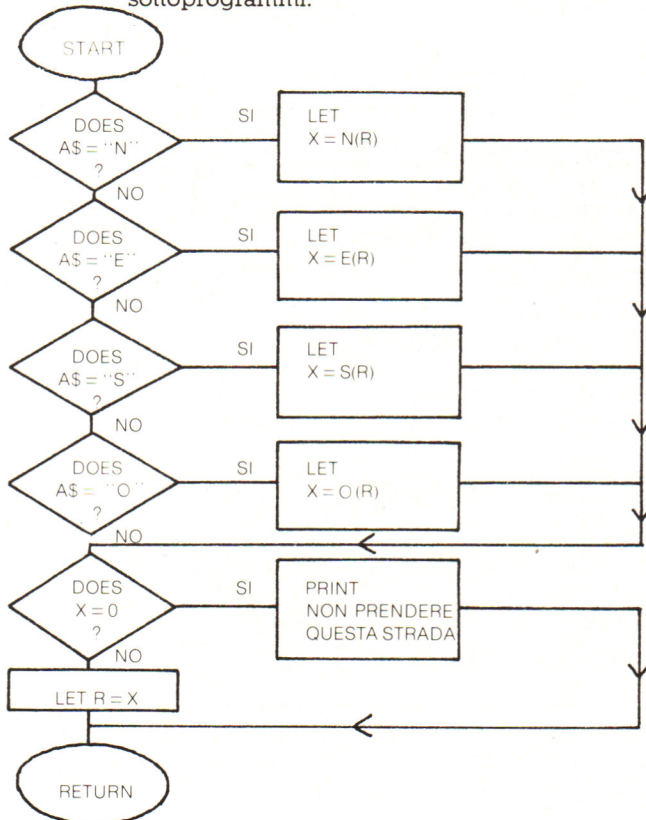 sottoprogrammi.
START
DOES
A$ = "N"
?
SI
LET
X = N(R)
NO
DOES
A$ = "E"
?
SI
LET
X = E(R)
NO
DOES
A$ = "S"
?
SI
LET
X = S(R)
NO
DOES
A$ = "O"
?
SI
LET
X = O(R)
NO
DOES
X = 0
?
SI
PRINT
NON PRENDERE
QUESTA STRADA
NO
LET R = X
RETURN